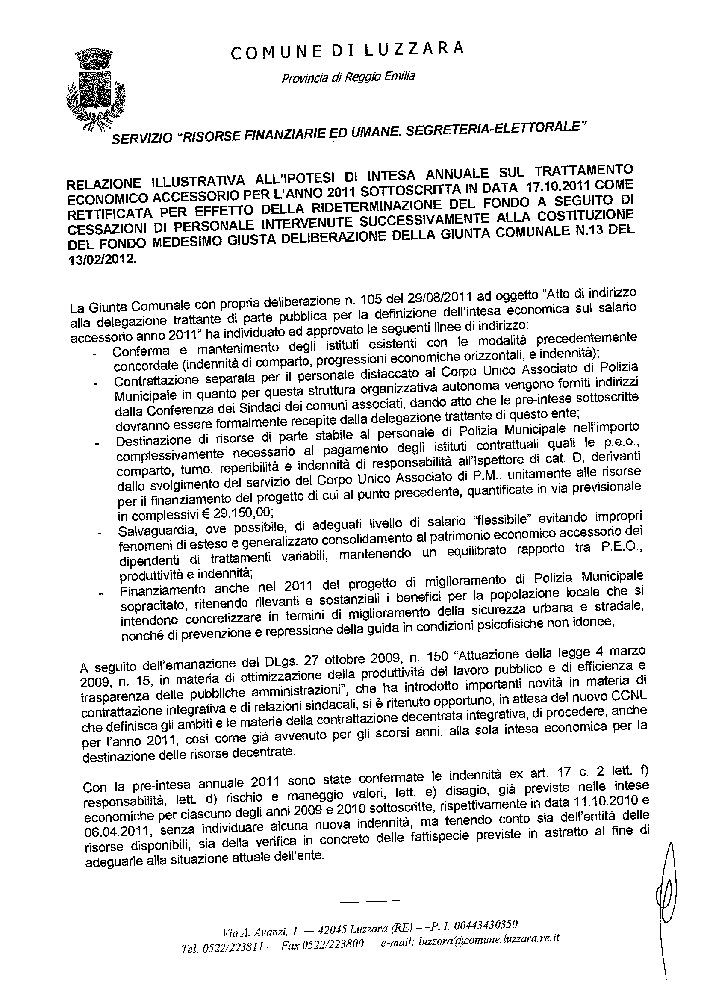 COMUNE DI LUZZARA
Provincia di Reggio Emilia
SERVIZIO “RISORSE FINANZIARIE ED UMANE. SEGRETERIA-ELETTORALE”
RELAZIONE ILLUSTRATIVA ALL’IPOTESI DI INTESA ANNUALE SUL TRATTAMENTO
ECONOMICO ACCESSORIO PER L’ANNO 2011 SOTTOSCRITTA IN DATA 17.10.2011 COME
RETTIFICATA PER EFFETTO DELLA RIDETERMINAZIONE DEL FONDO A SEGUITO DI
CESSAZIONI DI PERSONALE INTERVENUTE SUCCESSIVAMENTE ALLA COSTITUZIONE
DEL FONDO MEDESIMO GIUSTA DELIBERAZIONE DELLA GIUNTA COMUNALE N.13 DEL
13/02/2012.
La Giunta Comunale con propria deliberazione n. 105 del 29/08/2011 ad oggetto “Atto di indirizzo
alla delegazione trattante di parte pubblica per la definizione dell’intesa economica sul salario
accessorio anno 2011” ha individuato ed approvato le seguenti linee di indirizzo:
- Conferma e mantenimento degli istituti esistenti con le modalità precedentemente
concordate (indennità di comparto, progressioni economiche orizzontali, e indennità);
- Contrattazione separata per il personale distaccato al Corpo Unico Associato di Polizia
Municipale in quanto per questa struttura organizzativa autonoma vengono forniti indirizzi
dalla Conferenza dei Sindaci dei comuni associati, dando atto che le pre-intese sottoscritte
dovranno essere formalmente recepite dalla delegazione trattante di questo ente;
- Destinazione di risorse di parte stabile al personale di Polizia Municipale nell’importo
complessivamente necessario al pagamento degli istituti contrattuali quali le p.e.o.,
comparto, turno, reperibilità e indennità di responsabilità all’Ispettore di cat. D, derivanti
dallo svolgimento del servizio del Corpo Unico Associato di P.M., unitamente alle risorse
per il finanziamento del progetto di cui al punto precedente, quantificate in via previsionale
in complessivi € 29.150,00;
- Salvaguardia, ove possibile, di adeguati livello di salario “flessibile” evitando impropri
fenomeni di esteso e generalizzato consolidamento al patrimonio economico accessorio dei
dipendenti di trattamenti variabili, mantenendo un equilibrato rapporto tra P.E.O.,
produttività e indennità;
- Finanziamento anche nel 2011 del progetto di miglioramento di Polizia Municipale
sopracitato, ritenendo rilevanti e sostanziali i benefici per la popolazione locale che si
intendono concretizzare in termini di miglioramento della sicurezza urbana e stradale,
nonché di prevenzione e repressione della guida in condizioni psicofisiche non idonee;
A seguito dell’emanazione del DLgs. 27 ottobre 2009, n. 150 “Attuazione della legge 4 marzo
2009, n. 15, in materia di ottimizzazione della produttività del lavoro pubblico e di efficienza e
trasparenza delle pubbliche amministrazioni”, che ha introdotto importanti novità in materia di
contrattazione integrativa e di relazioni sindacali, si è ritenuto opportuno, in attesa del nuovo CCNL
che definisca gli ambiti e le materie della contrattazione decentrata integrativa, di procedere, anche
per l’anno 2011, così come già avvenuto per gli scorsi anni, alla sola intesa economica per la
destinazione delle risorse decentrate.
Con la pre-intesa annuale 2011 sono state confermate le indennità ex art. 17 c. 2 lett. f)
responsabilità, lett. d) rischio e maneggio valori, lett. e) disagio, già previste nelle intese
economiche per ciascuno degli anni 2009 e 2010 sottoscritte, rispettivamente in data 11.10.2010 e
06.04.2011, senza individuare alcuna nuova indennità, ma tenendo conto sia dell’entità delle
risorse disponibili, sia della verifica in concreto delle fattispecie previste in astratto al fine di
adeguarle alla situazione attuale dell’ente.
Via A. Avanzi, 1 — 42045 Luzzara (RE) —P. I. 00443430350
Tel. 0522/223811 —Fax 0522/223800 —e-mail: luzzara@comune.luzzara.re.it